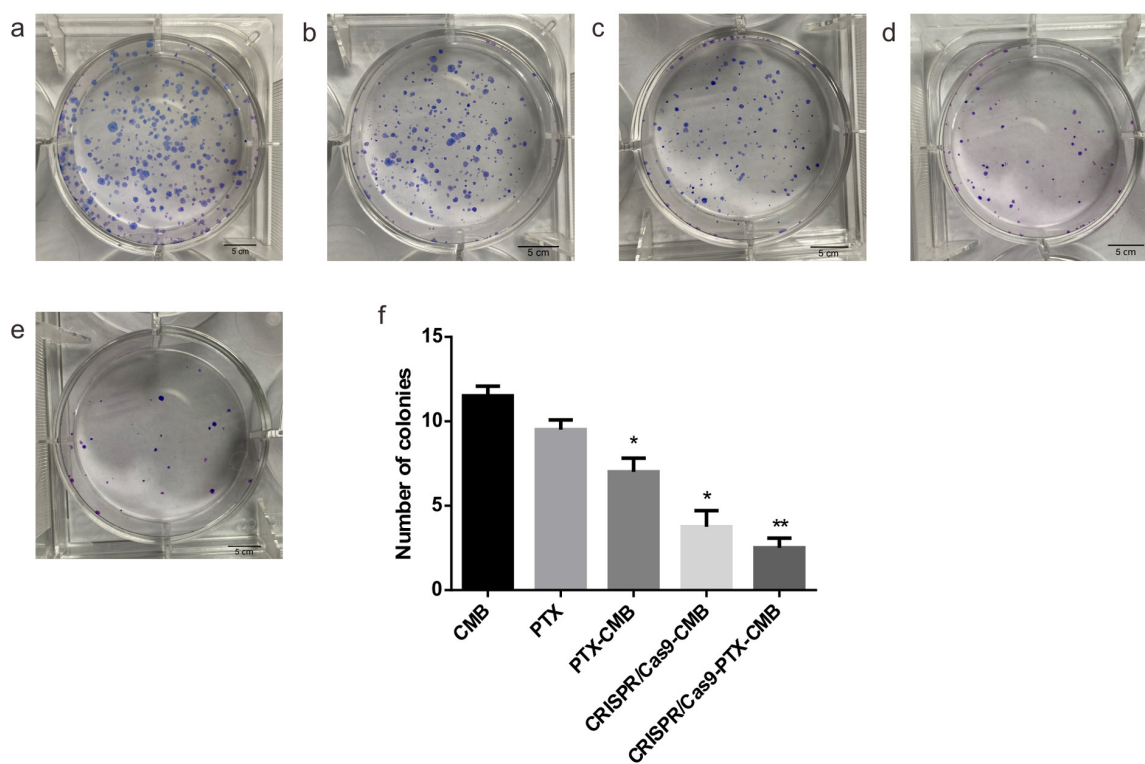 a
b
c
d
5 cm
5 cm
5 cm
5 cm
e
5 cm
f
Number of colonies
15
10
5
0
*
*
**
CMB
PTX
PTX-CMB
CRISPR/Cas9-CMB
CRISPR/Cas9-PTX-CMB